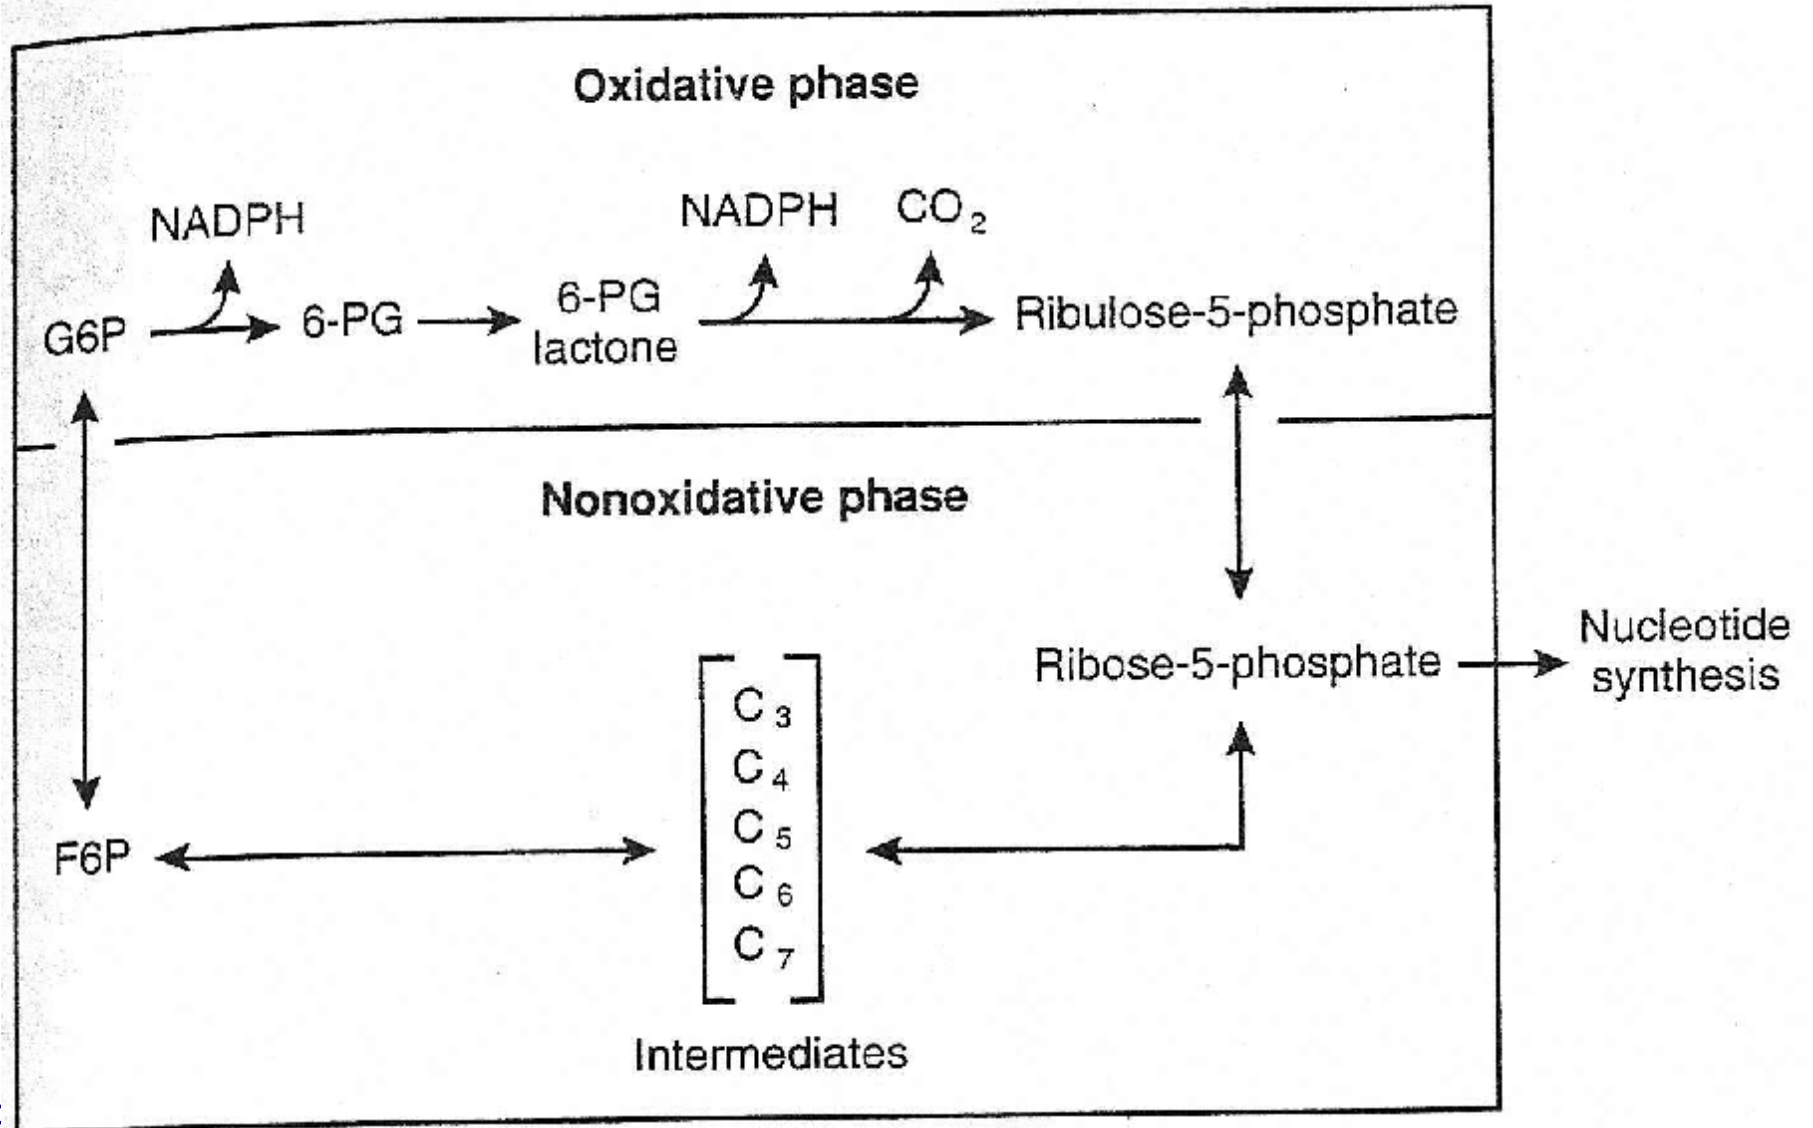 Oxidative phase
NADPH
NADPH CO₂
G6P
6-PG
6-PG
lactone
Ribulose-5-phosphate
Nonoxidative phase
Ribose-5-phosphate
Nucleotide
synthesis
F6P
C₃
C₄
C₅
C₆
C₇
Intermediates